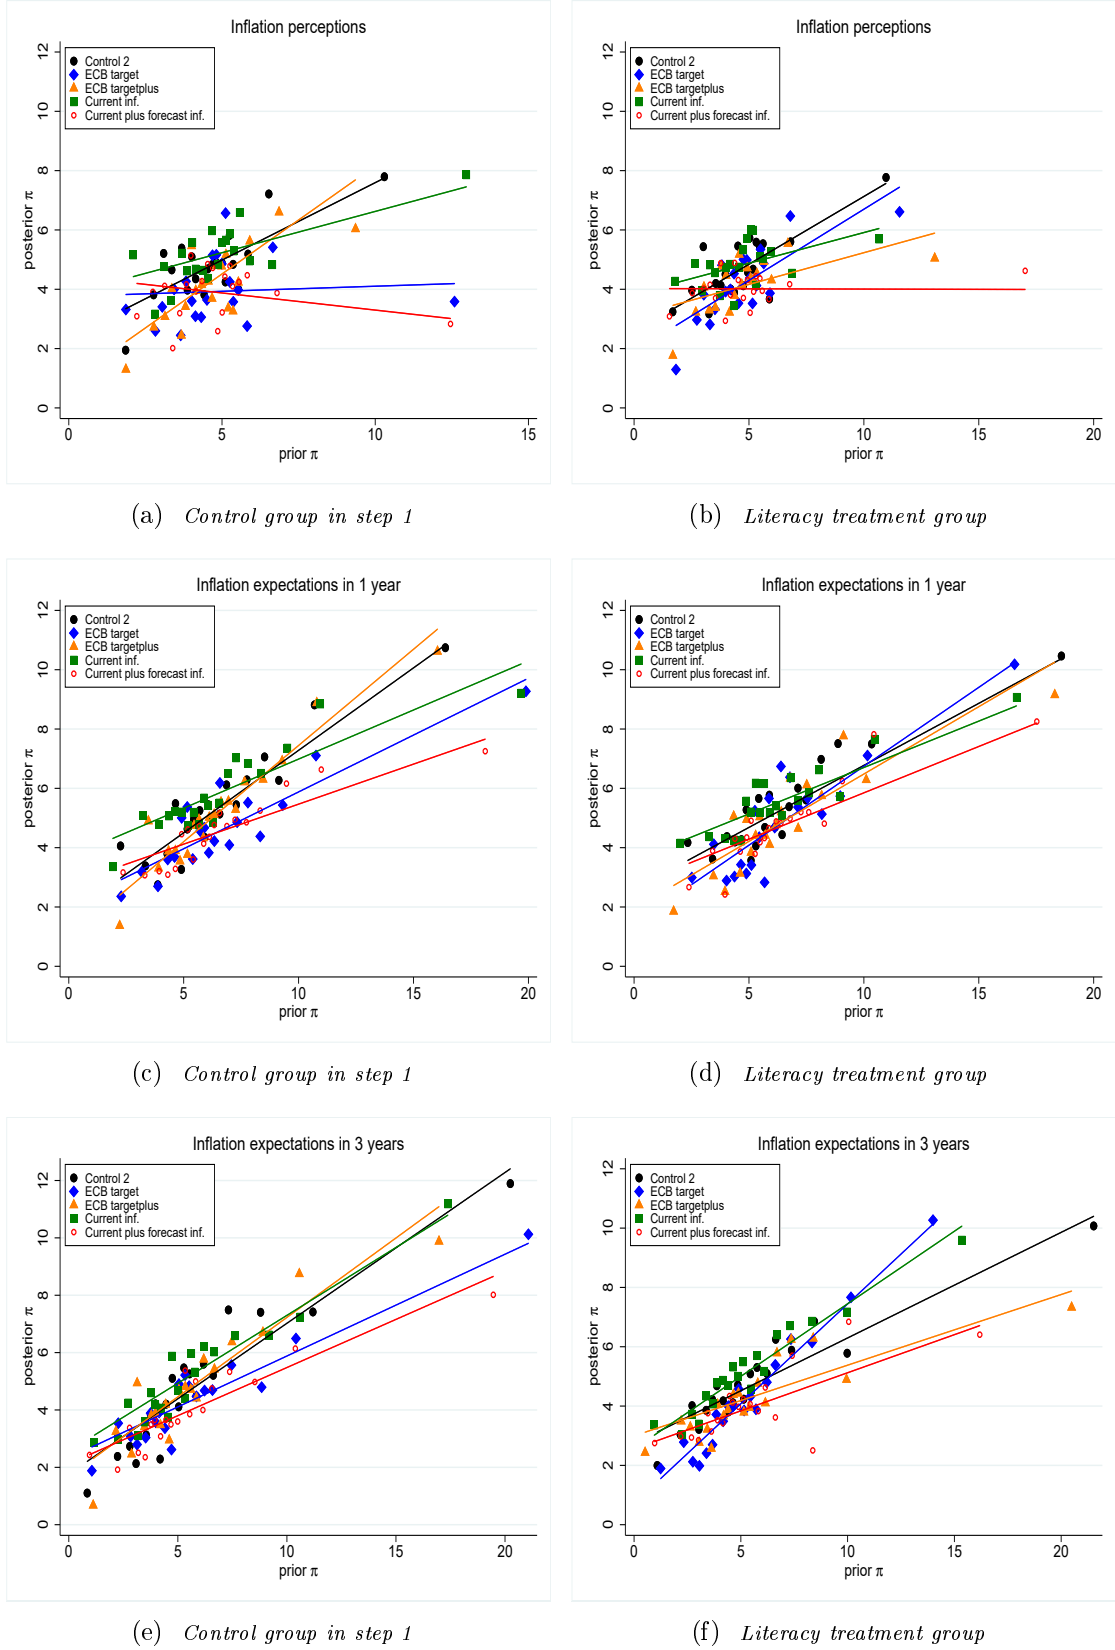 Inflation perceptions
Control 2
ECB target
ECB targetplus
Current inf.
Current plus forecast inf.
posterior π
0 2 4 6 8 10 12
0 5 10 15
prior π
(a) Control group in step 1
Inflation perceptions
Control 2
ECB target
ECB targetplus
Current inf.
Current plus forecast inf.
posterior π
0 2 4 6 8 10 12
0 5 10 15 20
prior π
(b) Literacy treatment group
Inflation expectations in 1 year
Control 2
ECB target
ECB targetplus
Current inf.
Current plus forecast inf.
posterior π
0 2 4 6 8 10 12
0 5 10 15 20
prior π
(c) Control group in step 1
Inflation expectations in 1 year
Control 2
ECB target
ECB targetplus
Current inf.
Current plus forecast inf.
posterior π
0 2 4 6 8 10 12
0 5 10 15 20
prior π
(d) Literacy treatment group
Inflation expectations in 3 years
Control 2
ECB target
ECB targetplus
Current inf.
Current plus forecast inf.
posterior π
0 2 4 6 8 10 12
0 5 10 15 20
prior π
(e) Control group in step 1
Inflation expectations in 3 years
Control 2
ECB target
ECB targetplus
Current inf.
Current plus forecast inf.
posterior π
0 2 4 6 8 10 12
0 5 10 15 20
prior π
(f) Literacy treatment group